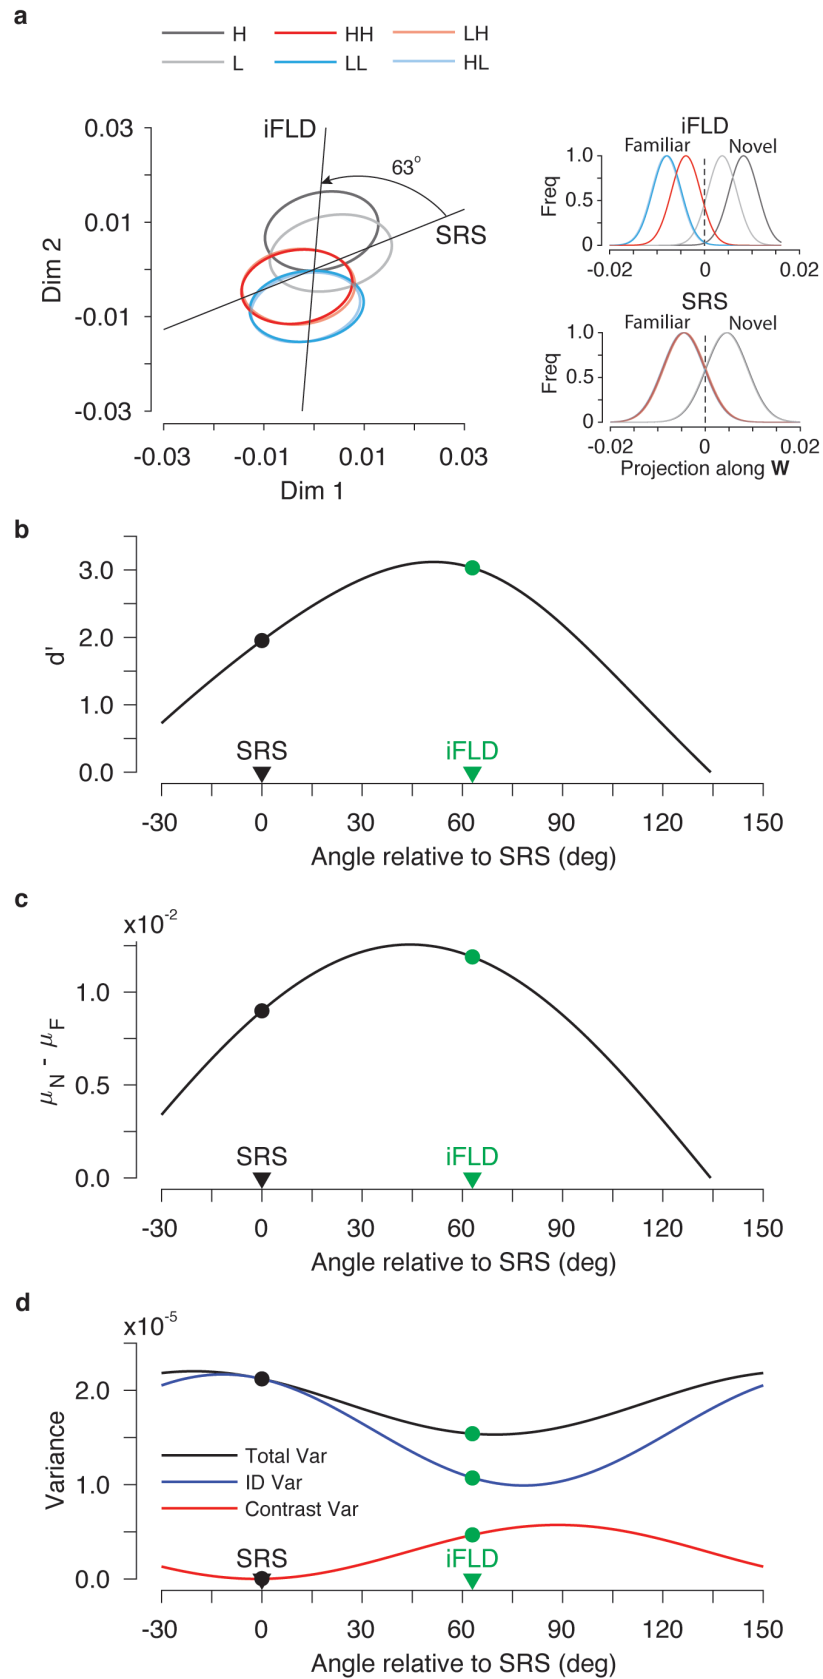 a
H HH LH
L LL HL
0.03
0.01
-0.01
-0.03
Dim 2
iFLD
63°
SRS
-0.03 -0.01 0.01 0.03
Dim 1
iFLD
Familiar Novel
1.0
0.5
0
Freq
-0.02 0 0.02
SRS
Familiar Novel
1.0
0.5
0
Freq
-0.02 0 0.02
Projection along W
b
3.0
2.0
1.0
0.0
d'
SRS iFLD
-30 0 30 60 90 120 150
Angle relative to SRS (deg)
c
x10-2
1.0
0.5
0.0
μN - μF
SRS iFLD
-30 0 30 60 90 120 150
Angle relative to SRS (deg)
d
x10-5
2.0
1.0
0.0
Variance
Total Var
ID Var
Contrast Var
SRS iFLD
-30 0 30 60 90 120 150
Angle relative to SRS (deg)